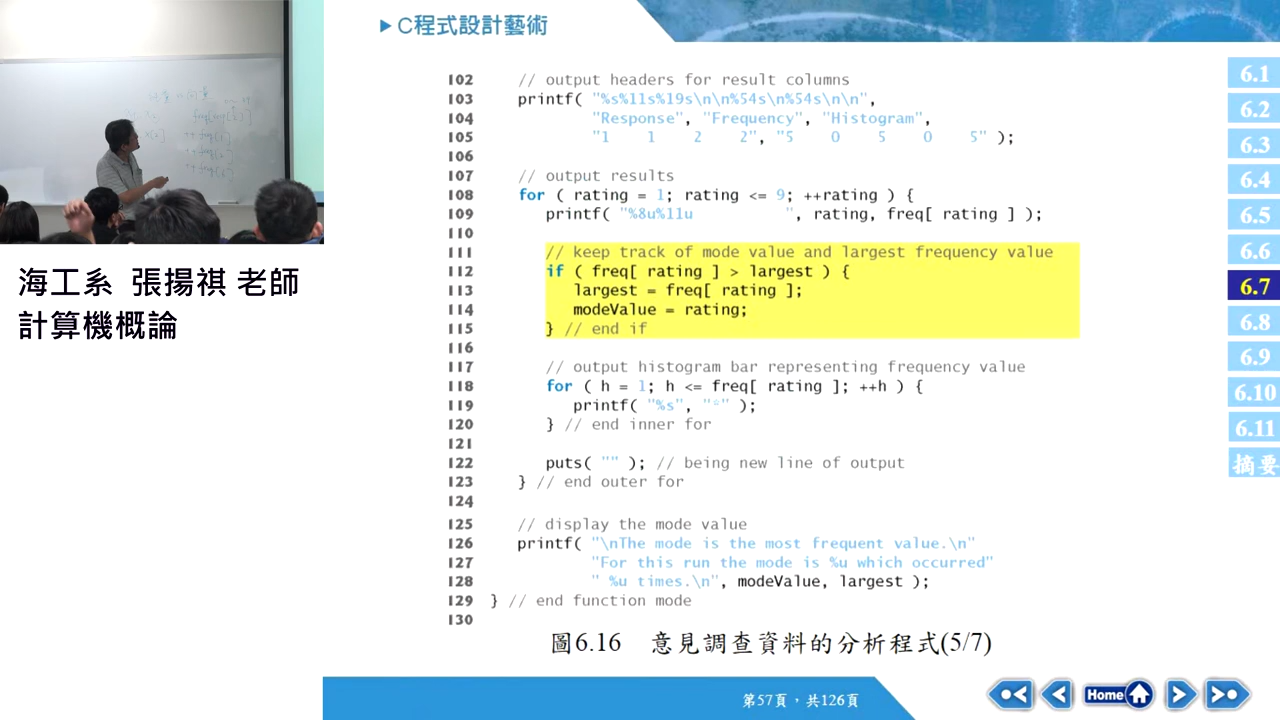 C程式設計藝術
海工系 張揚祺 老師
計算機概論
102 // output headers for result columns
103 printf( "%s%11s%19s\n\n%54s\n%54s\n\n",
104 "Response", "Frequency", "Histogram",
105 "1 1 2 2", "5 0 5 0 5" );
106
107 // output results
108 for ( rating = 1; rating <= 9; ++rating ) {
109 printf( "%8u%11u ", rating, freq[ rating ] );
110
111 // keep track of mode value and largest frequency value
112 if ( freq[ rating ] > largest ) {
113 largest = freq[ rating ];
114 modeValue = rating;
115 } // end if
116
117 // output histogram bar representing frequency value
118 for ( h = 1; h <= freq[ rating ]; ++h ) {
119 printf( "%s", "*" );
120 } // end inner for
121
122 puts( "" ); // being new line of output
123 } // end outer for
124
125 // display the mode value
126 printf( "\nThe mode is the most frequent value.\n"
127 "For this run the mode is %u which occurred"
128 " %u times.\n", modeValue, largest );
129 } // end function mode
130
圖6.16 意見調查資料的分析程式(5/7)
6.1
6.2
6.3
6.4
6.5
6.6
6.7
6.8
6.9
6.10
6.11
摘要
第57頁，共126頁
Home